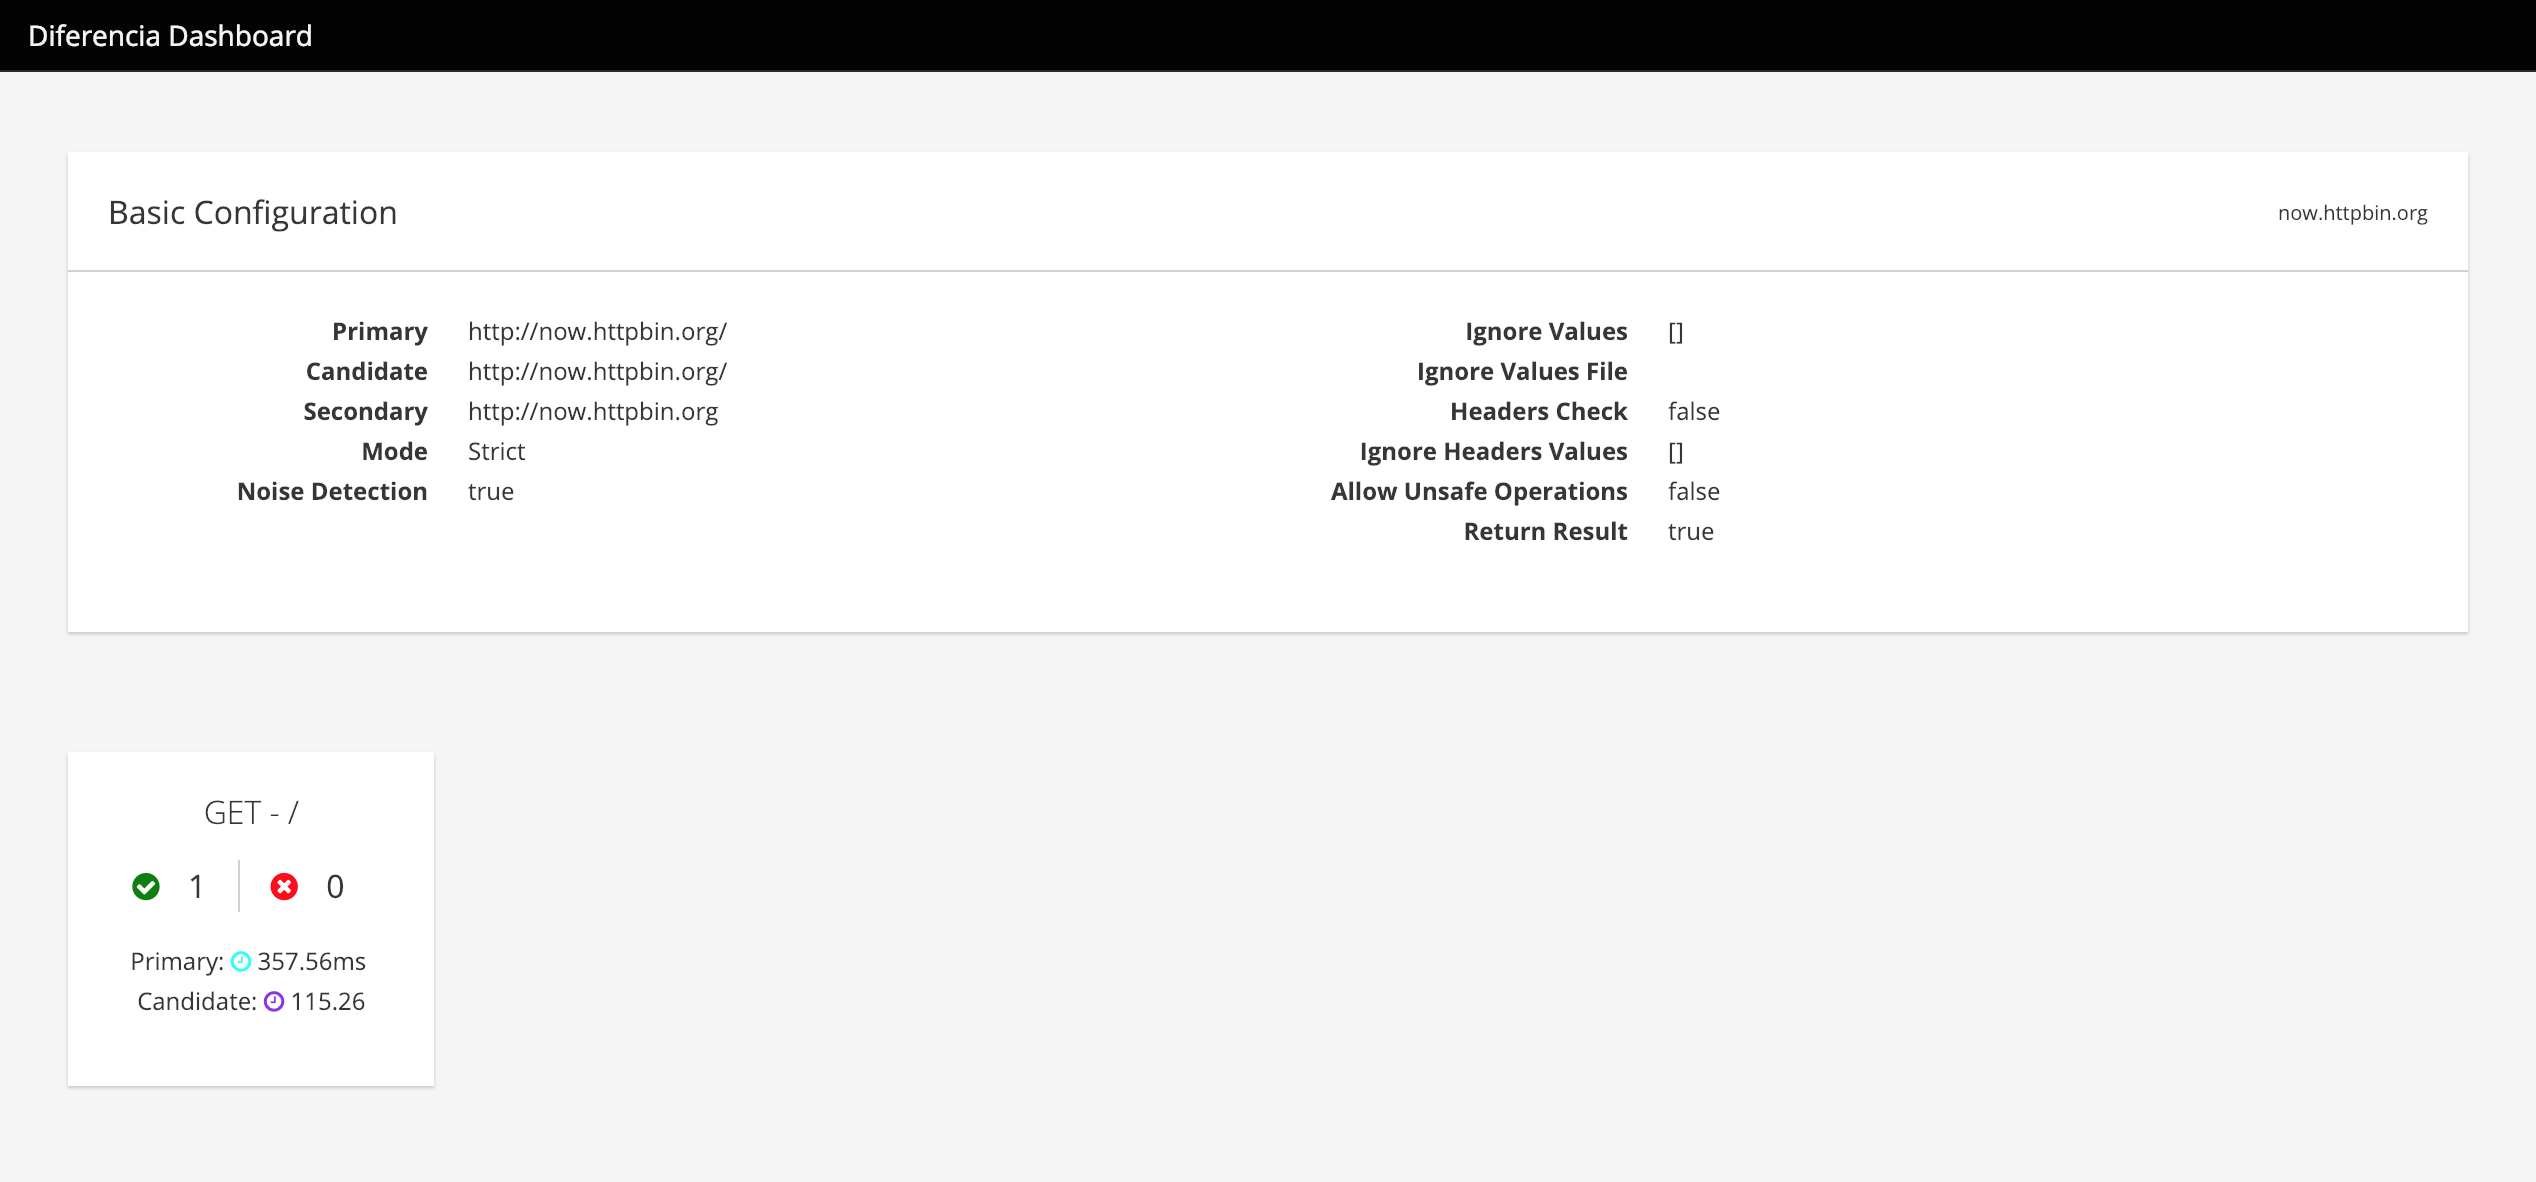 Diferencia Dashboard
Basic Configuration
now.httpbin.org
Primary http://now.httpbin.org/
Candidate http://now.httpbin.org/
Secondary http://now.httpbin.org
Mode Strict
Noise Detection true
Ignore Values []
Ignore Values File
Headers Check false
Ignore Headers Values []
Allow Unsafe Operations false
Return Result true
GET - /
1 0
Primary: 357.56ms
Candidate: 115.26